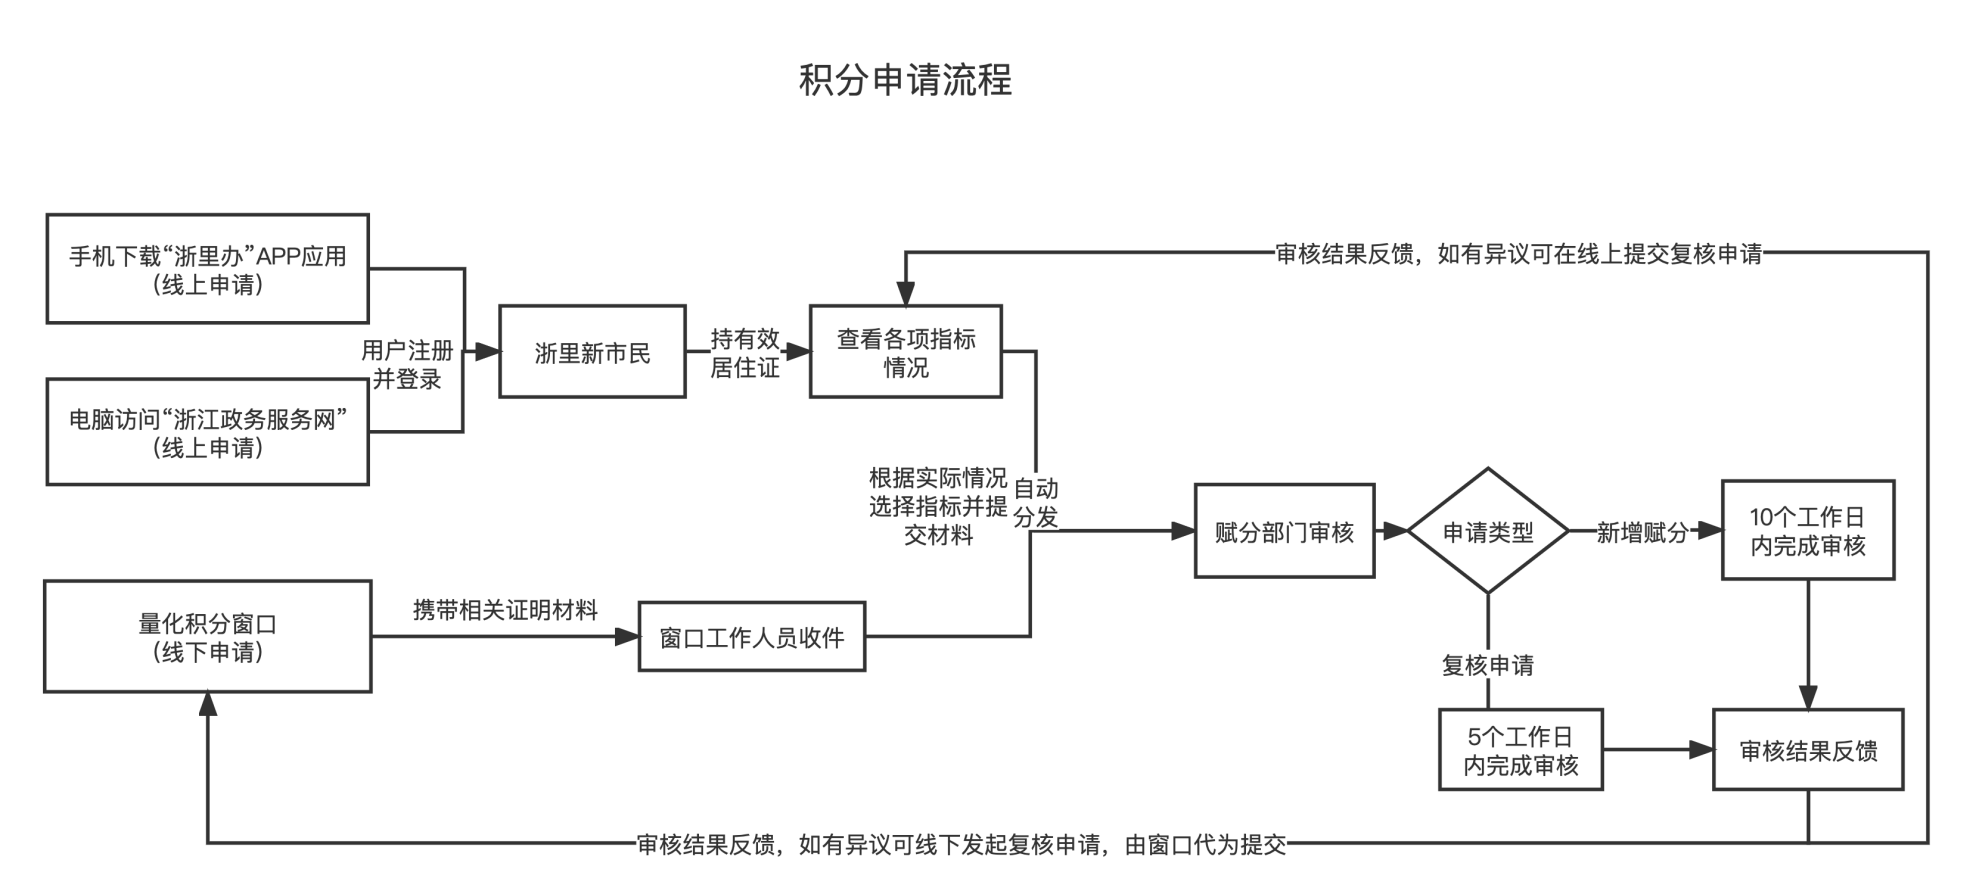 积分申请流程
手机下载“浙里办”APP应用
(线上申请)
审核结果反馈，如有异议可在线上提交复核申请
用户注册
并登录
浙里新市民
持有效
居住证
查看各项指标
情况
电脑访问“浙江政务服务网”
(线上申请)
根据实际情况
选择指标并提
交材料
自动
分发
赋分部门审核
申请类型
新增赋分
10个工作日
内完成审核
量化积分窗口
(线下申请)
携带相关证明材料
窗口工作人员收件
复核申请
5个工作日
内完成审核
审核结果反馈
审核结果反馈，如有异议可线下发起复核申请，由窗口代为提交